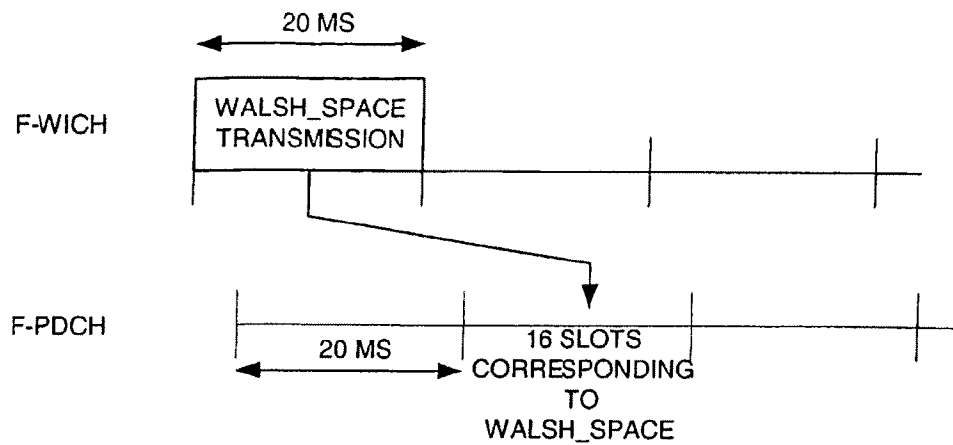 20 MS
F-WICH
WALSH_SPACE
TRANSMISSION
F-PDCH
20 MS
16 SLOTS
CORRESPONDING
TO
WALSH_SPACE